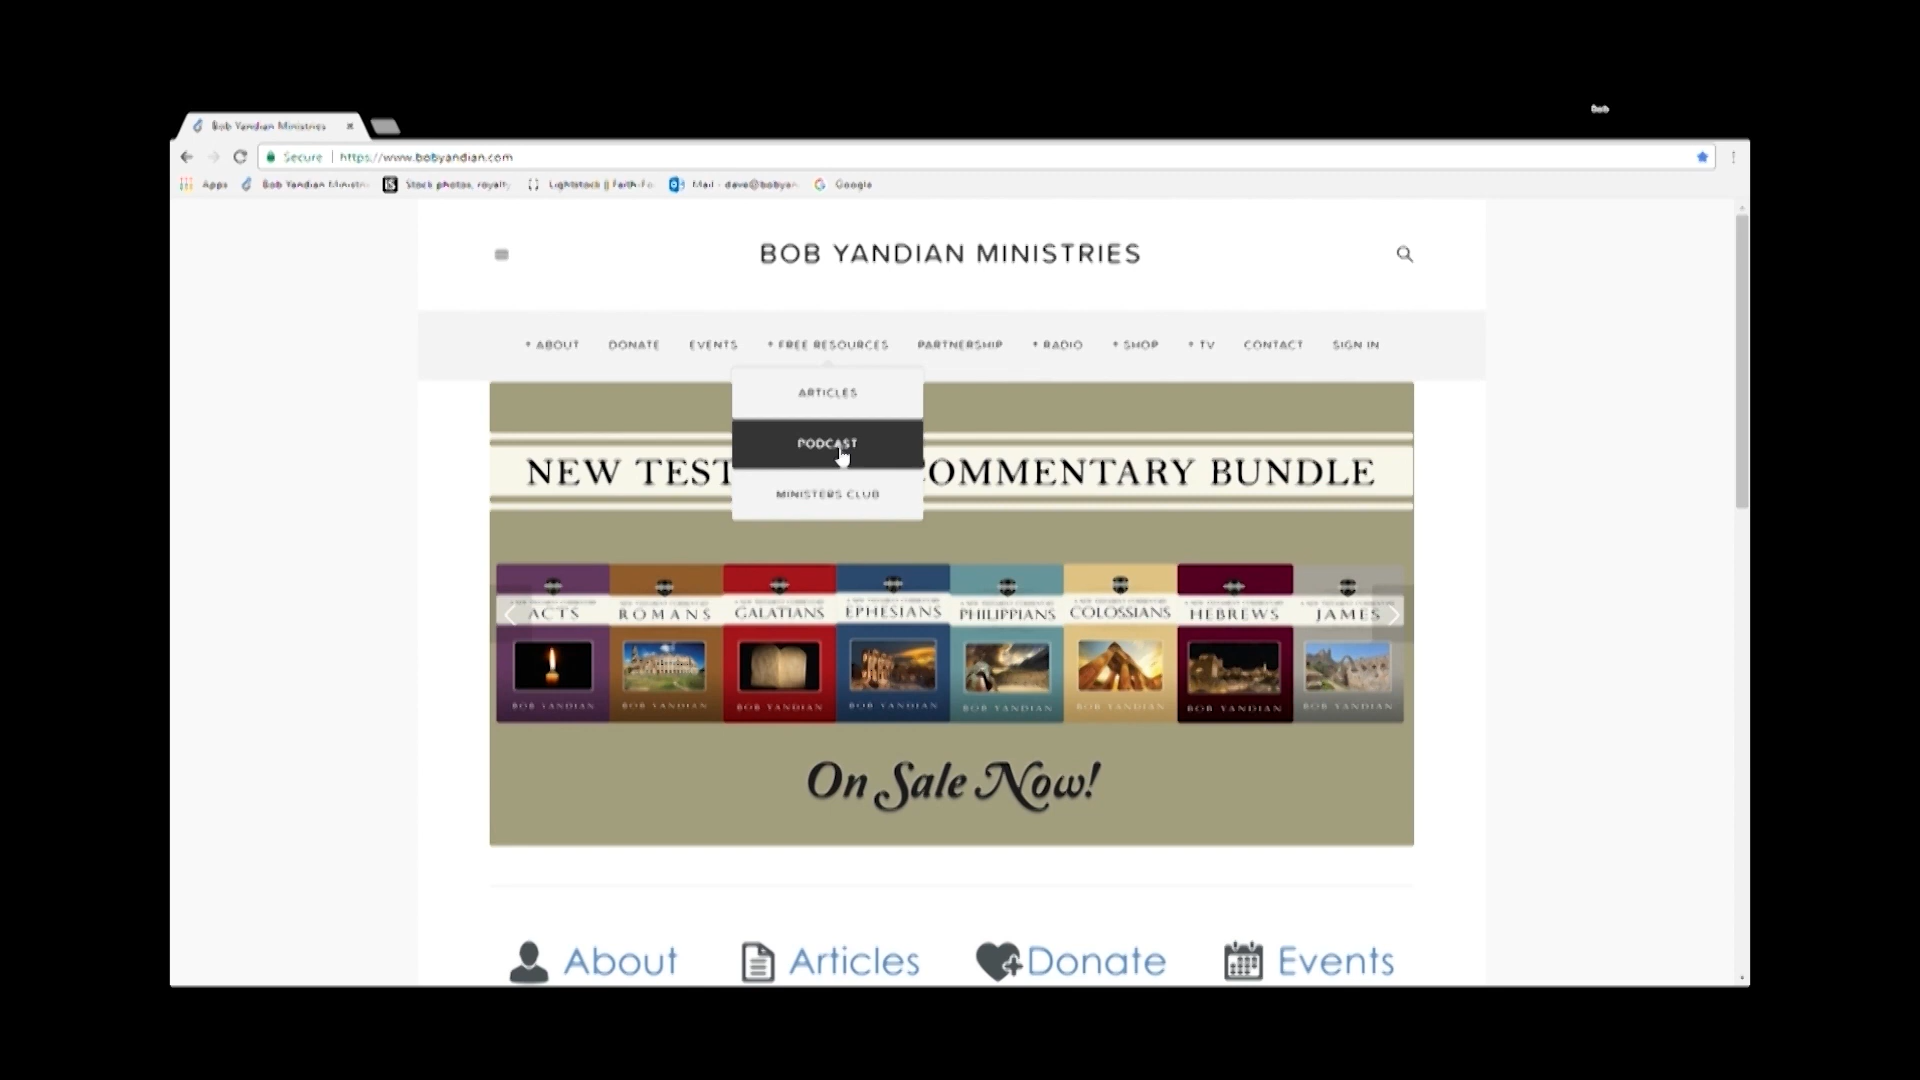 Bob
Bob Yandian Ministries
Secure https://www.bobyandian.com
Apps Bob Yandian Ministri Stock photos, royalty Lightstock || Faith-Fo Mail - dave@bobyan Google
BOB YANDIAN MINISTRIES
+ ABOUT DONATE EVENTS + FREE RESOURCES PARTNERSHIP + RADIO + SHOP + TV CONTACT SIGN IN
ARTICLES
PODCAST
MINISTERS CLUB
NEW TEST OMMENTARY BUNDLE
ACTS ROMANS GALATIANS EPHESIANS PHILIPPIANS COLOSSIANS HEBREWS JAMES
BOB YANDIAN BOB YANDIAN BOB YANDIAN BOB YANDIAN BOB YANDIAN BOB YANDIAN BOB YANDIAN BOB YANDIAN
On Sale Now!
About Articles Donate Events